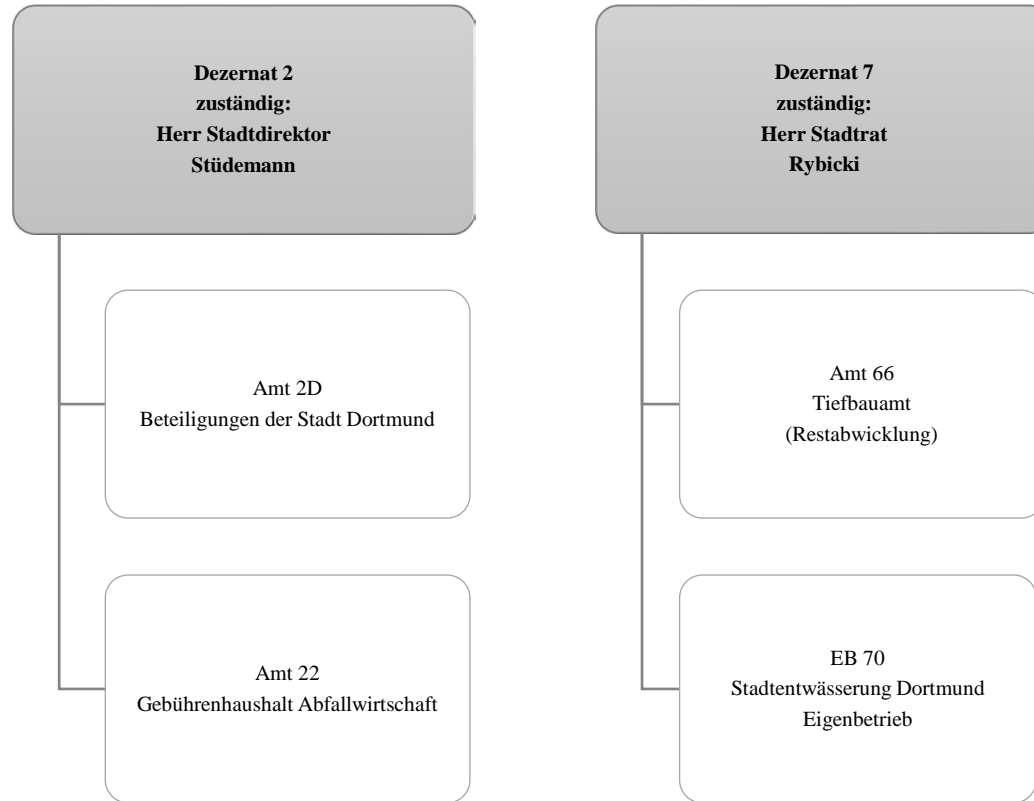 Dezernat 2
zuständig:
Herr Stadtdirektor
Stüdemann
Amt 2D
Beteiligungen der Stadt Dortmund
Amt 22
Gebührenhaushalt Abfallwirtschaft
Dezernat 7
zuständig:
Herr Stadtrat
Rybicki
Amt 66
Tiefbauamt
(Restabwicklung)
EB 70
Stadtentwässerung Dortmund
Eigenbetrieb